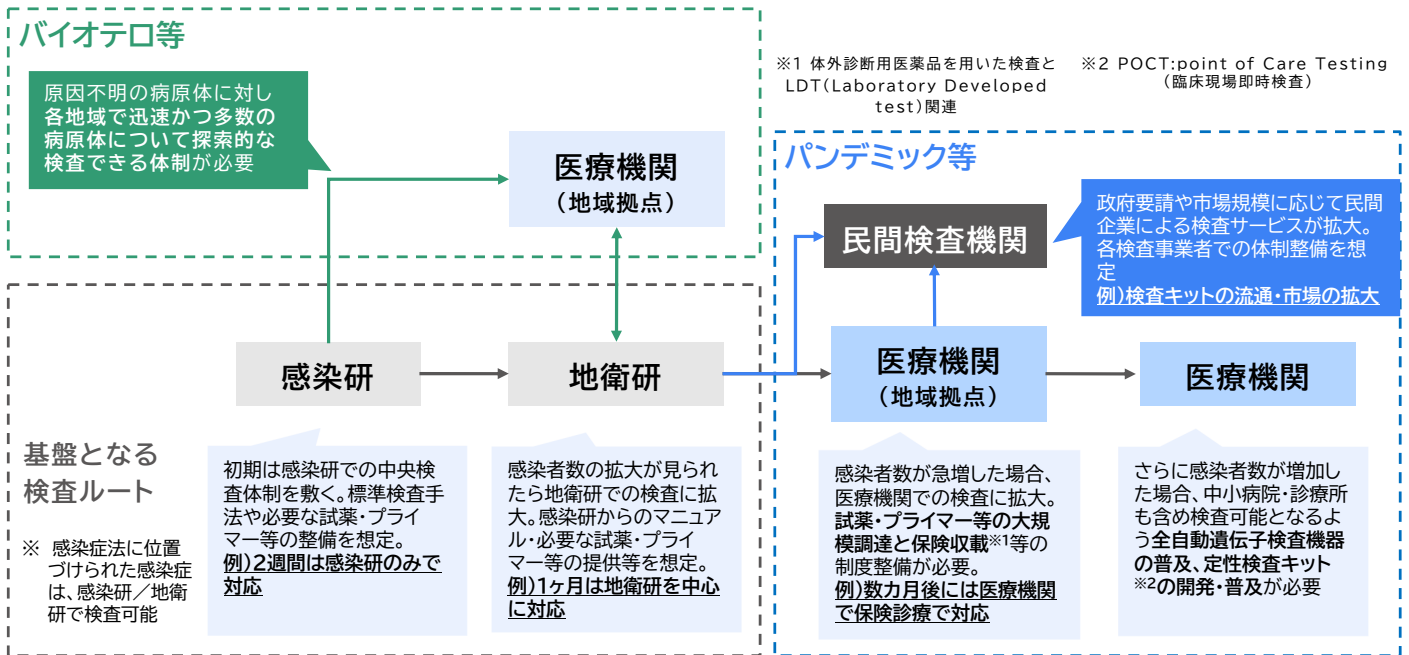 バイオテロ等
原因不明の病原体に対し
各地域で迅速かつ多数の
病原体について探索的な
検査できる体制が必要
医療機関
（地域拠点）
※1 体外診断用医薬品を用いた検査と
LDT(Laboratory Developed
test)関連
※2 POCT:point of Care Testing
（臨床現場即時検査）
パンデミック等
民間検査機関
政府要請や市場規模に応じて民間
企業による検査サービスが拡大。
各検査事業者での体制整備を想
定
例)検査キットの流通・市場の拡大
感染研
地衛研
医療機関
（地域拠点）
医療機関
基盤となる
検査ルート
※ 感染症法に位置
づけられた感染症
は、感染研／地衛
研で検査可能
初期は感染研での中央検
査体制を敷く。標準検査手
法や必要な試薬・プライ
マー等の整備を想定。
例)2週間は感染研のみで
対応
感染者数の拡大が見られ
たら地衛研での検査に拡
大。感染研からのマニュア
ル・必要な試薬・プライ
マー等の提供等を想定。
例)1ヶ月は地衛研を中心
に対応
感染者数が急増した場合、
医療機関での検査に拡大。
試薬・プライマー等の大規
模調達と保険収載※1等の
制度整備が必要。
例)数カ月後には医療機関
で保険診療で対応
さらに感染者数が増加し
た場合、中小病院・診療所
も含め検査可能となるよ
う全自動遺伝子検査機器
の普及、定性検査キット
※2の開発・普及が必要